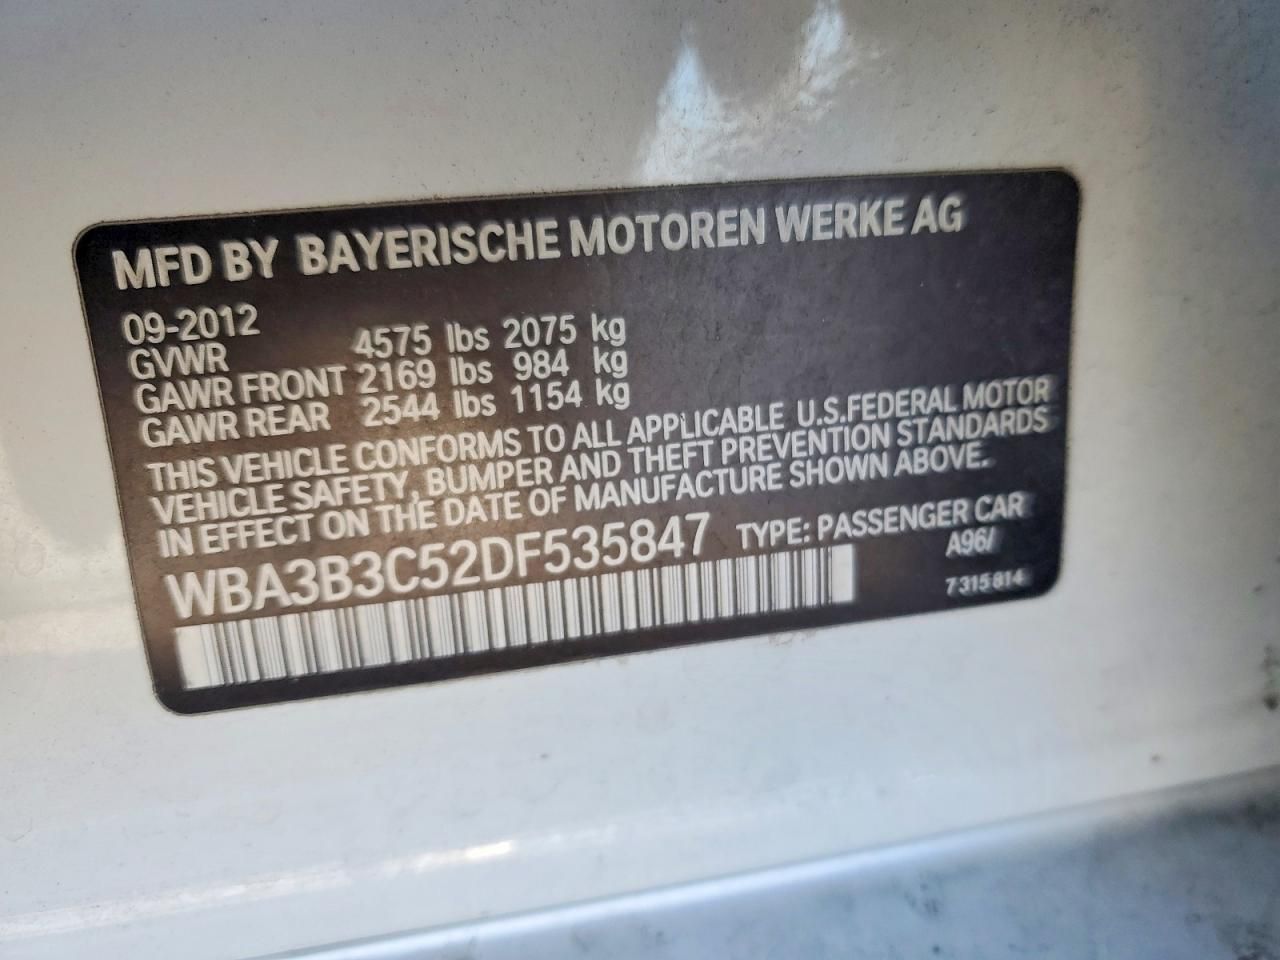 MFD BY BAYERISCHE MOTOREN WERKE AG
09-2012
GVWR 4575 lbs 2075 kg
GAWR FRONT 2169 lbs 984 kg
GAWR REAR 2544 lbs 1154 kg
THIS VEHICLE CONFORMS TO ALL APPLICABLE U.S.FEDERAL MOTOR
VEHICLE SAFETY, BUMPER AND THEFT PREVENTION STANDARDS
IN EFFECT ON THE DATE OF MANUFACTURE SHOWN ABOVE.
WBA3B3C52DF535847 TYPE: PASSENGER CAR
A96/
7 315 814